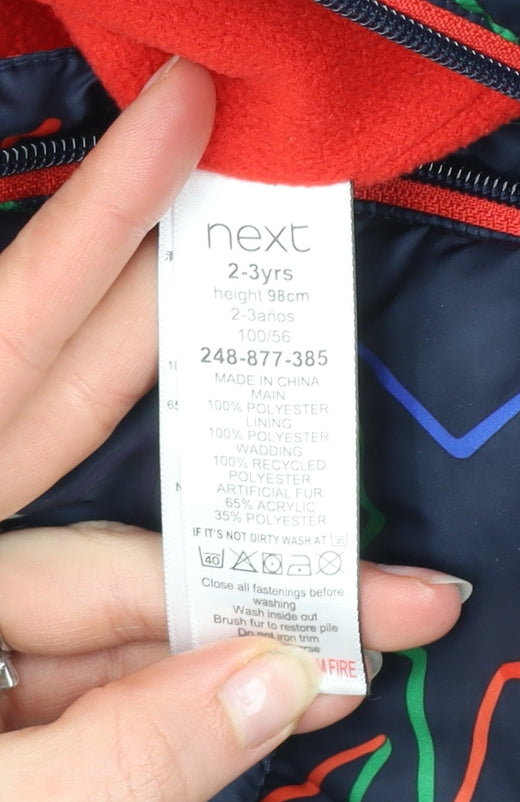 next
2-3yrs
height 98cm
2-3años
100/56
248-877-385
MADE IN CHINA
MAIN
100% POLYESTER
LINING
100% POLYESTER
WADDING
100% RECYCLED
POLYESTER
ARTIFICIAL FUR
65% ACRYLIC
35% POLYESTER
IF IT'S NOT DIRTY WASH AT 30
40
Close all fastenings before
washing
Wash inside out
Brush fur to restore pile
Do not iron trim
FIRE